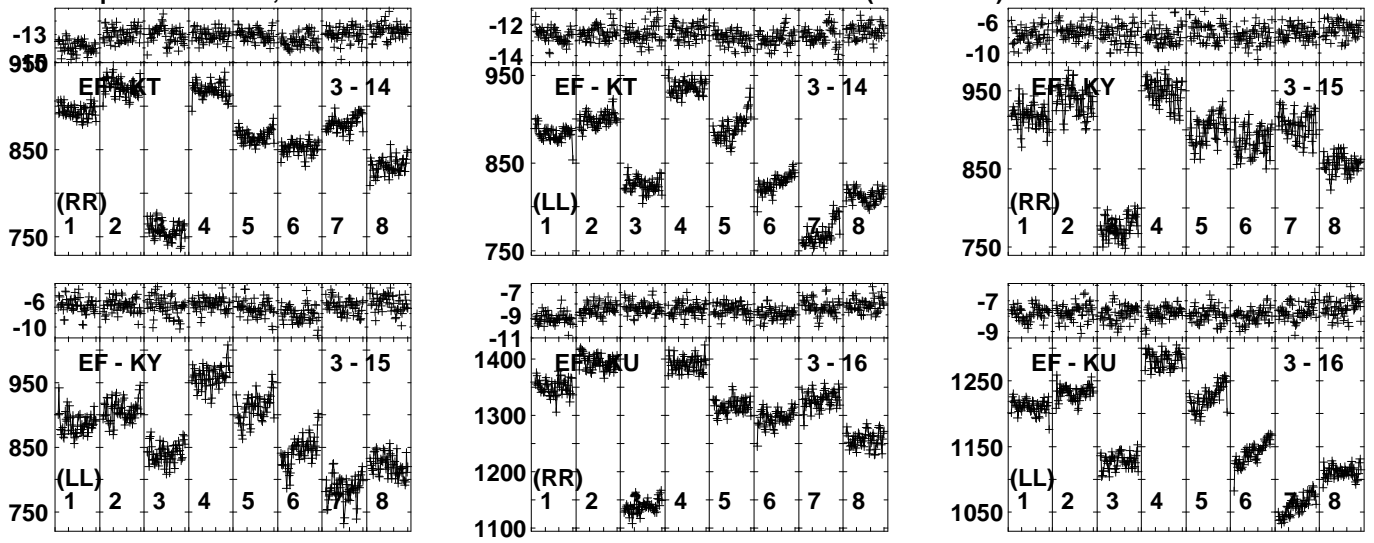 -13
950
EF - KT
3 - 14
850
(RR)
1 2 3 4 5 6 7 8
750
-12
-14
950
EF - KT
3 - 14
850
(LL)
1 2 3 4 5 6 7 8
750
-6
-10
950
EF - KY
3 - 15
850
(RR)
1 2 3 4 5 6 7 8
750
-6
-10
950
EF - KY
3 - 15
850
(LL)
1 2 3 4 5 6 7 8
750
-7
-9
-11
1400
EF - KU
3 - 16
1300
1200
(RR)
1 2 3 4 5 6 7 8
1100
-7
-9
1250
EF - KU
3 - 16
1150
(LL)
1 2 3 4 5 6 7 8
1050